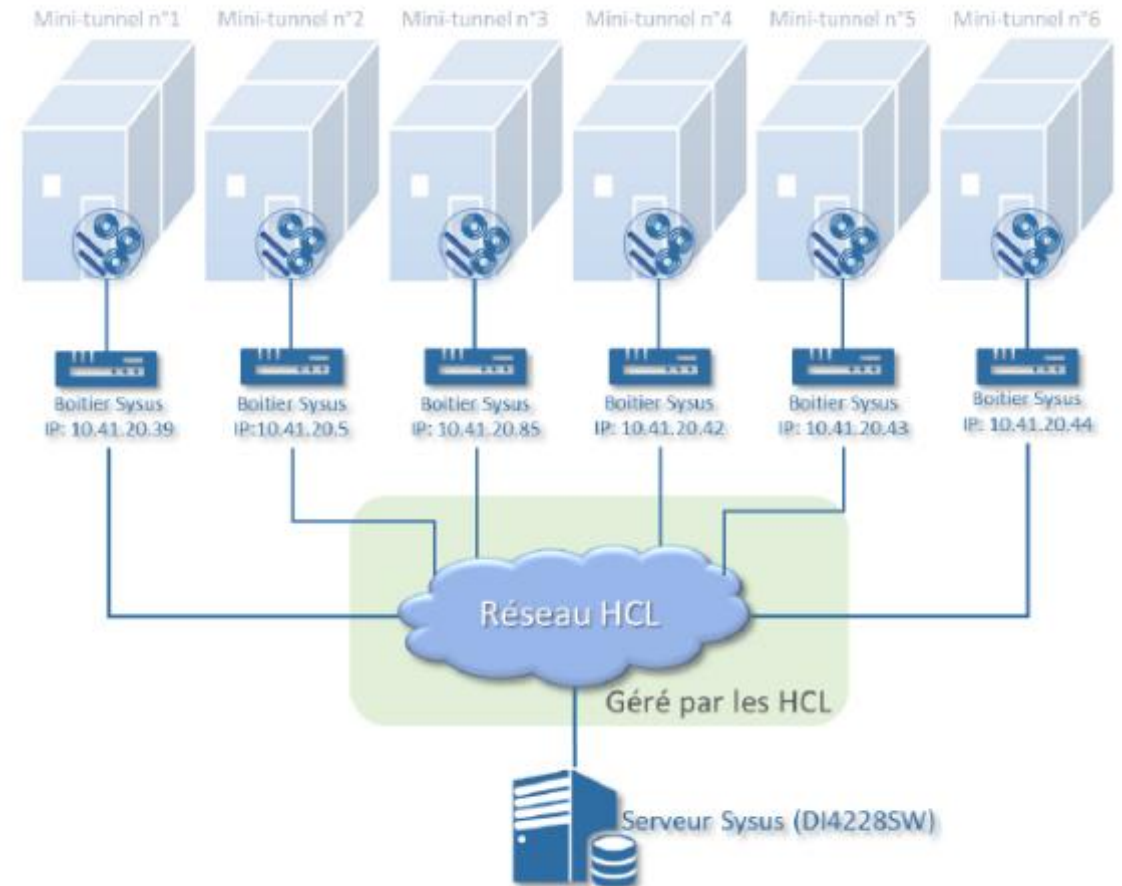 Mini-tunnel n°1
Mini-tunnel n°2
Mini-tunnel n°3
Mini-tunnel n°4
Mini-tunnel n°5
Mini-tunnel n°6
Boitier Sysus
IP: 10.41.20.39
Boitier Sysus
IP:10.41.20.5
Boitier Sysus
IP: 10.41.20.85
Boitier Sysus
IP: 10.41.20.42
Boitier Sysus
IP: 10.41.20.43
Boitier Sysus
IP: 10.41.20.44
Réseau HCL
Géré par les HCL
Serveur Sysus (DI4228SW)